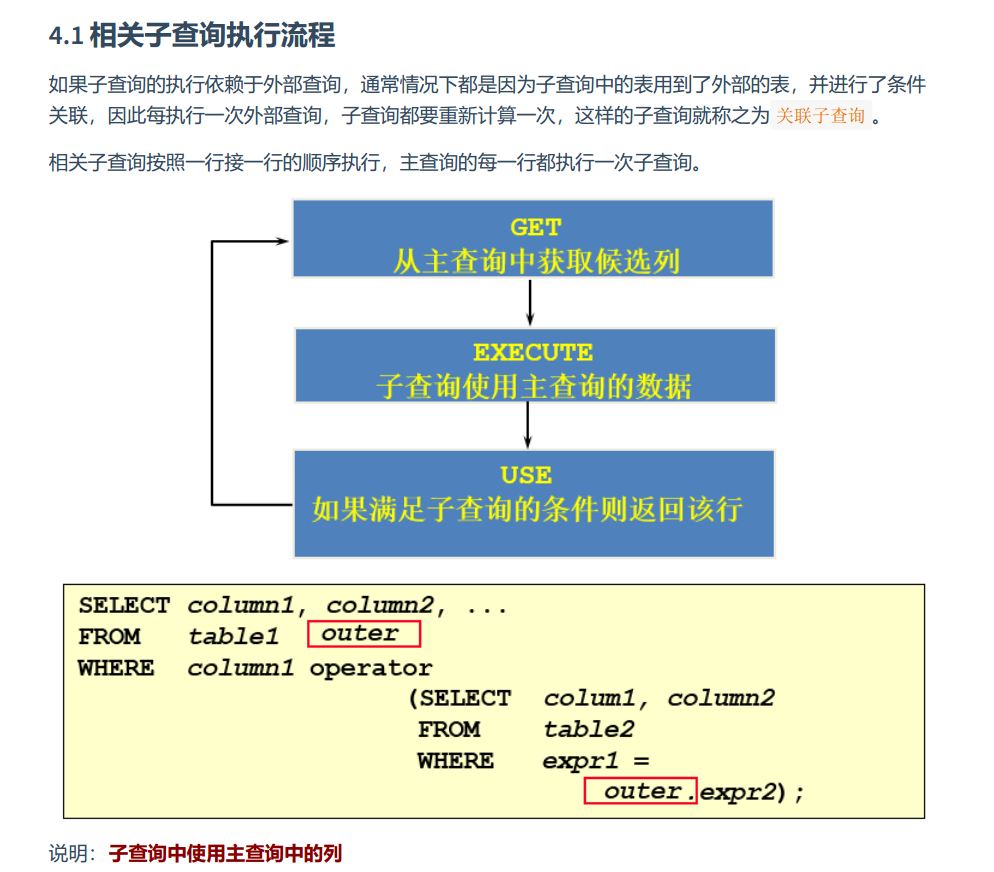 4.1 相关子查询执行流程
如果子查询的执行依赖于外部查询，通常情况下都是因为子查询中的表用到了外部的表，并进行了条件
关联，因此每执行一次外部查询，子查询都要重新计算一次，这样的子查询就称之为 关联子查询 。
相关子查询按照一行接一行的顺序执行，主查询的每一行都执行一次子查询。
GET
从主查询中获取候选列
EXECUTE
子查询使用主查询的数据
USE
如果满足子查询的条件则返回该行
SELECT column1, column2, ...
FROM table1 outer
WHERE column1 operator
(SELECT colum1, column2
FROM table2
WHERE expr1 =
outer.expr2);
说明：子查询中使用主查询中的列